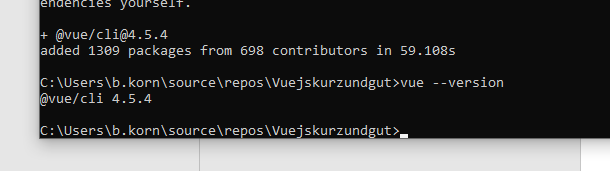 endencies yourself.
+ @vue/cli@4.5.4
added 1309 packages from 698 contributors in 59.108s
C:\Users\b.korn\source\repos\Vuejskurzundgut>vue --version
@vue/cli 4.5.4
C:\Users\b.korn\source\repos\Vuejskurzundgut>